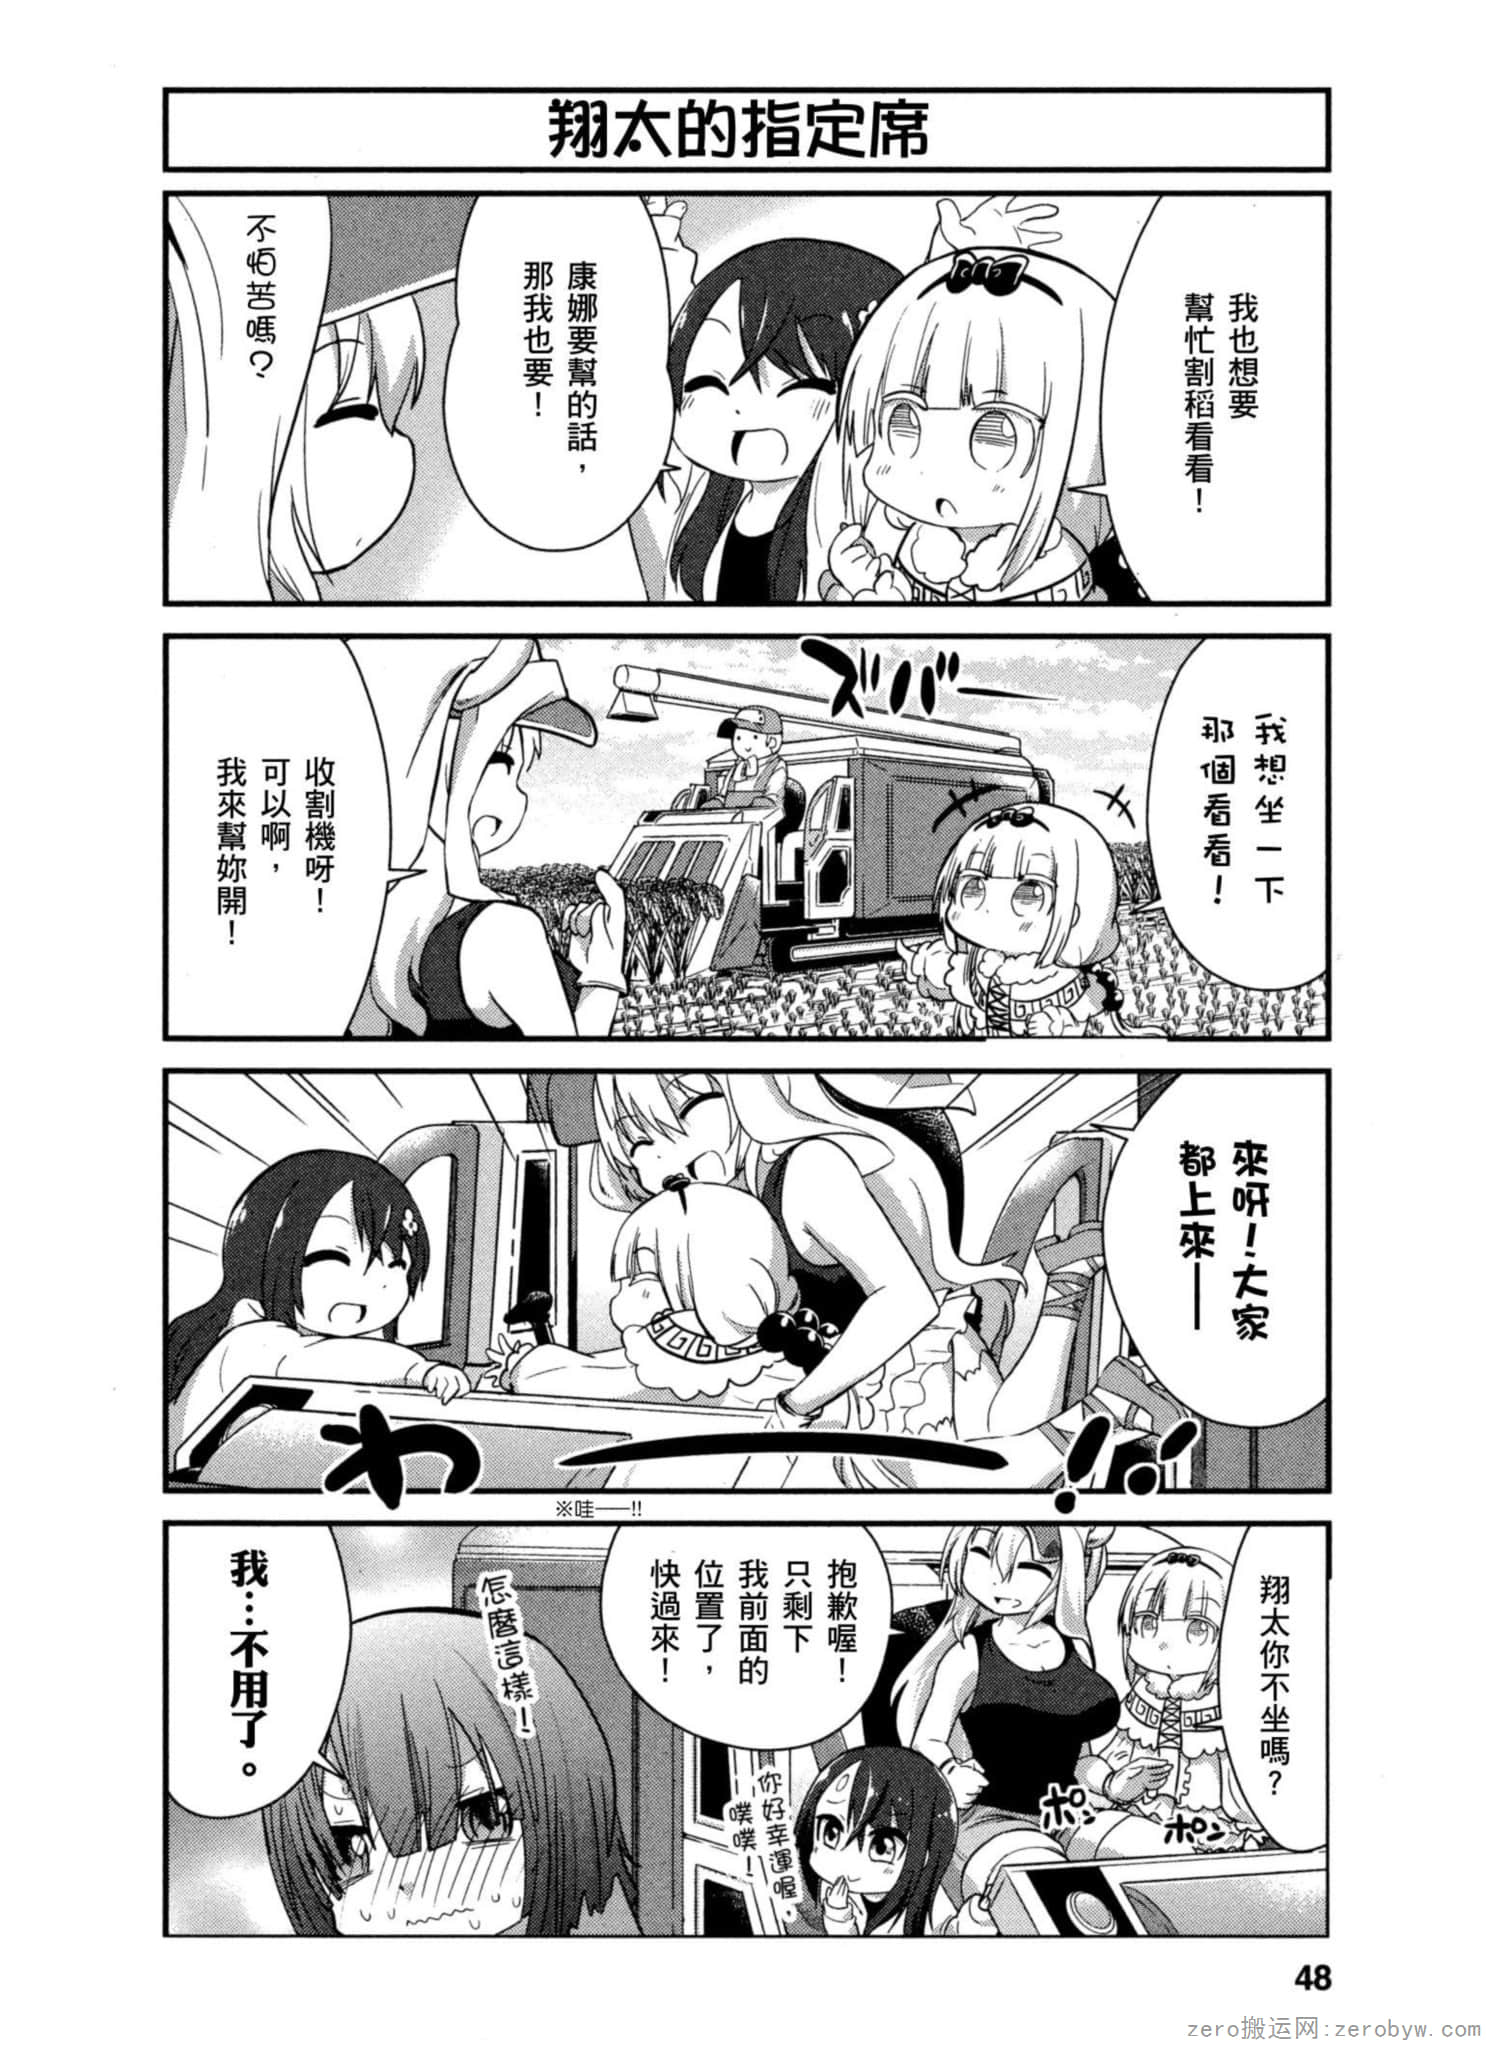 翔太的指定席
我也想要
幫忙割稻看看！
康娜要幫的話，
那我也要！
不怕苦嗎？
我想坐一下
那個看看！
ズバー
收割機呀！
可以啊，
我來幫妳開！
來呀！大家
都上來——
わーい!!
※哇——!!
翔太你不坐嗎？
抱歉喔！
只剩下
我前面的
位置了，
快過來！
ポン
ポン
你好幸運喔，
噗噗！
怎麼這樣！
我…不用了。
48
zero搬运网:zerobyw.com